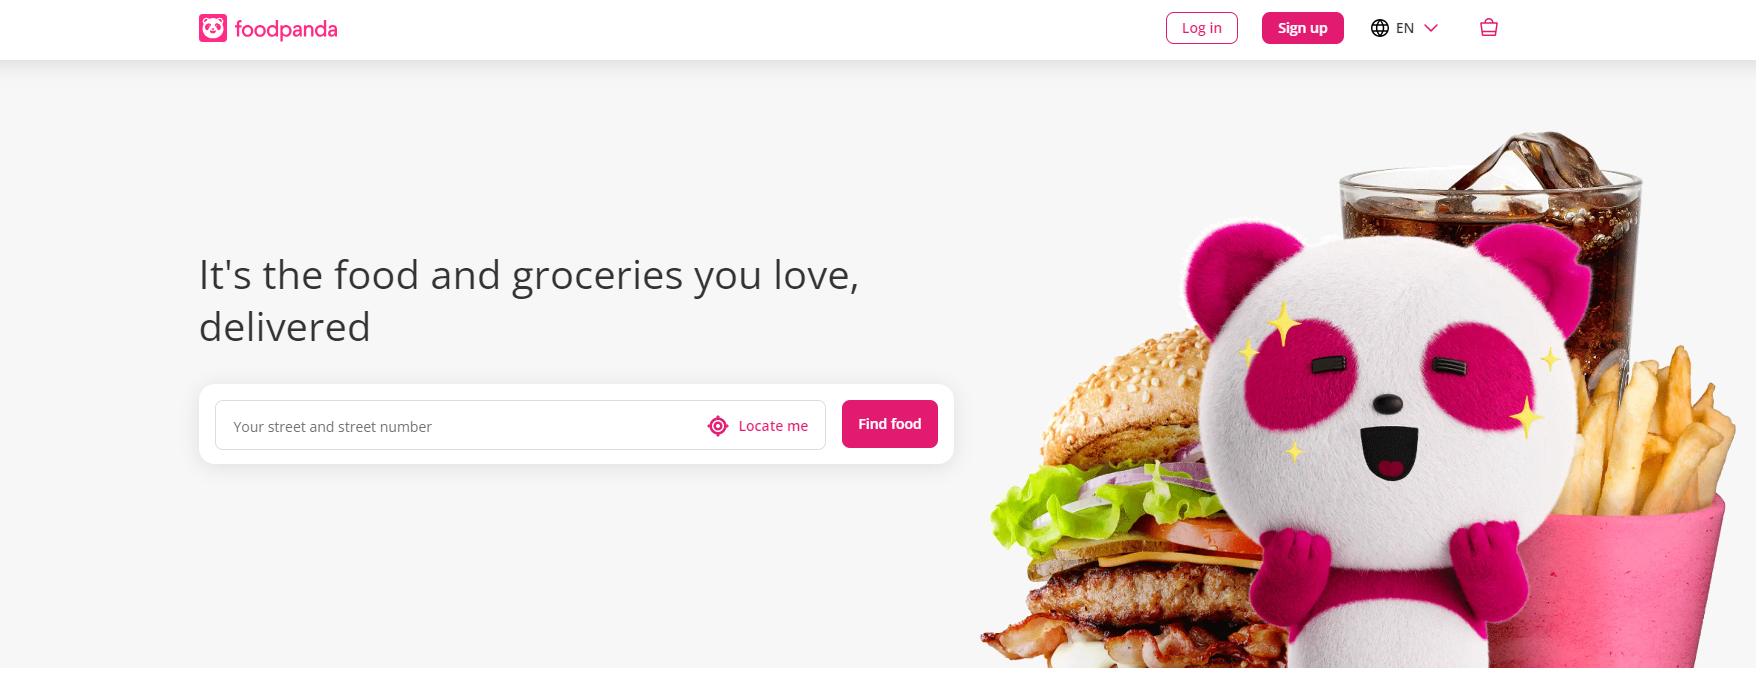 foodpanda
Log in
Sign up
EN
It's the food and groceries you love,
delivered
Your street and street number
Locate me
Find food